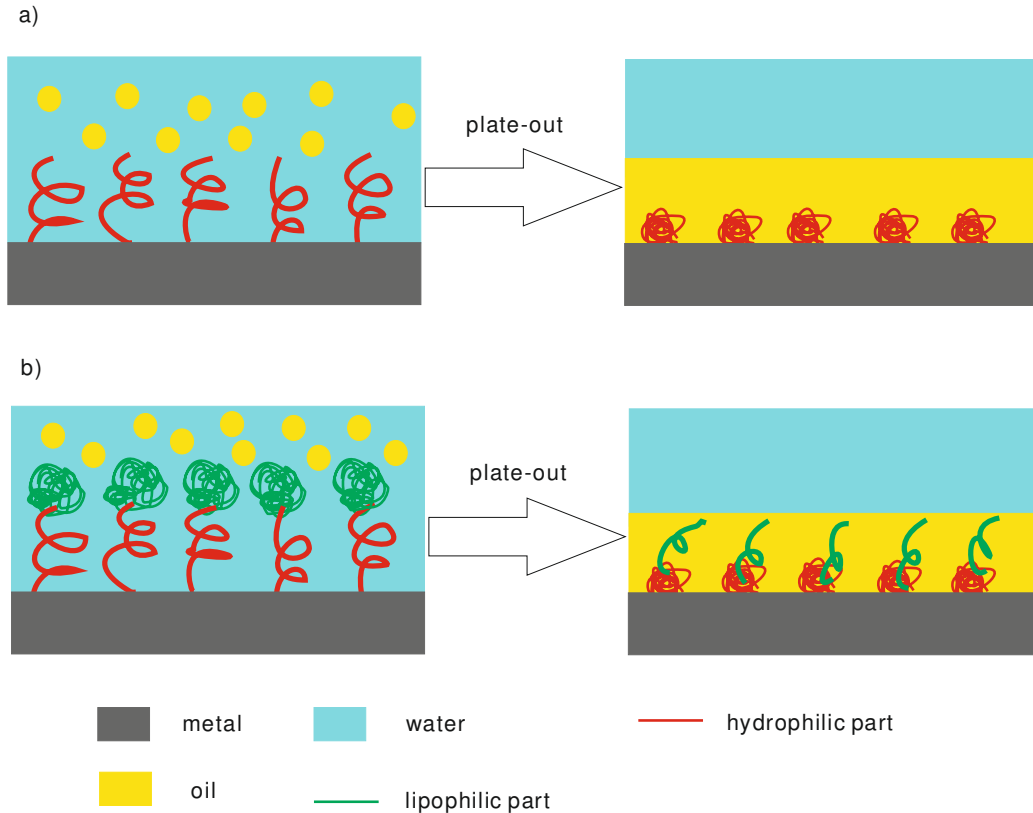 a)
plate-out
b)
plate-out
metal
water
hydrophilic part
oil
lipophilic part